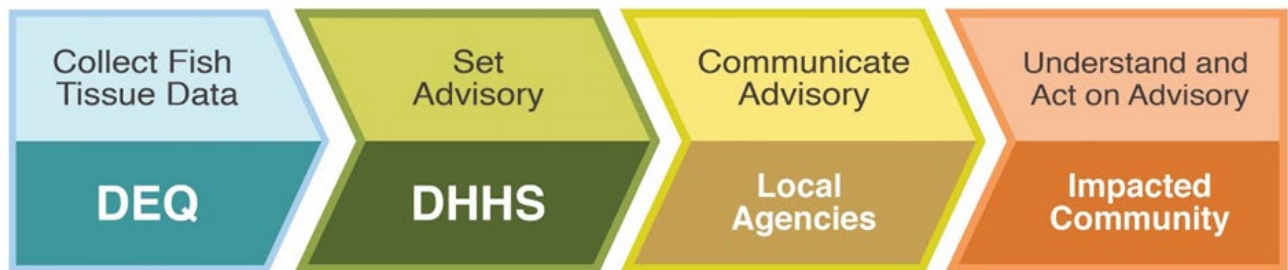 Collect Fish
Tissue Data
DEQ
Set
Advisory
DHHS
Communicate
Advisory
Local
Agencies
Understand and
Act on Advisory
Impacted
Community